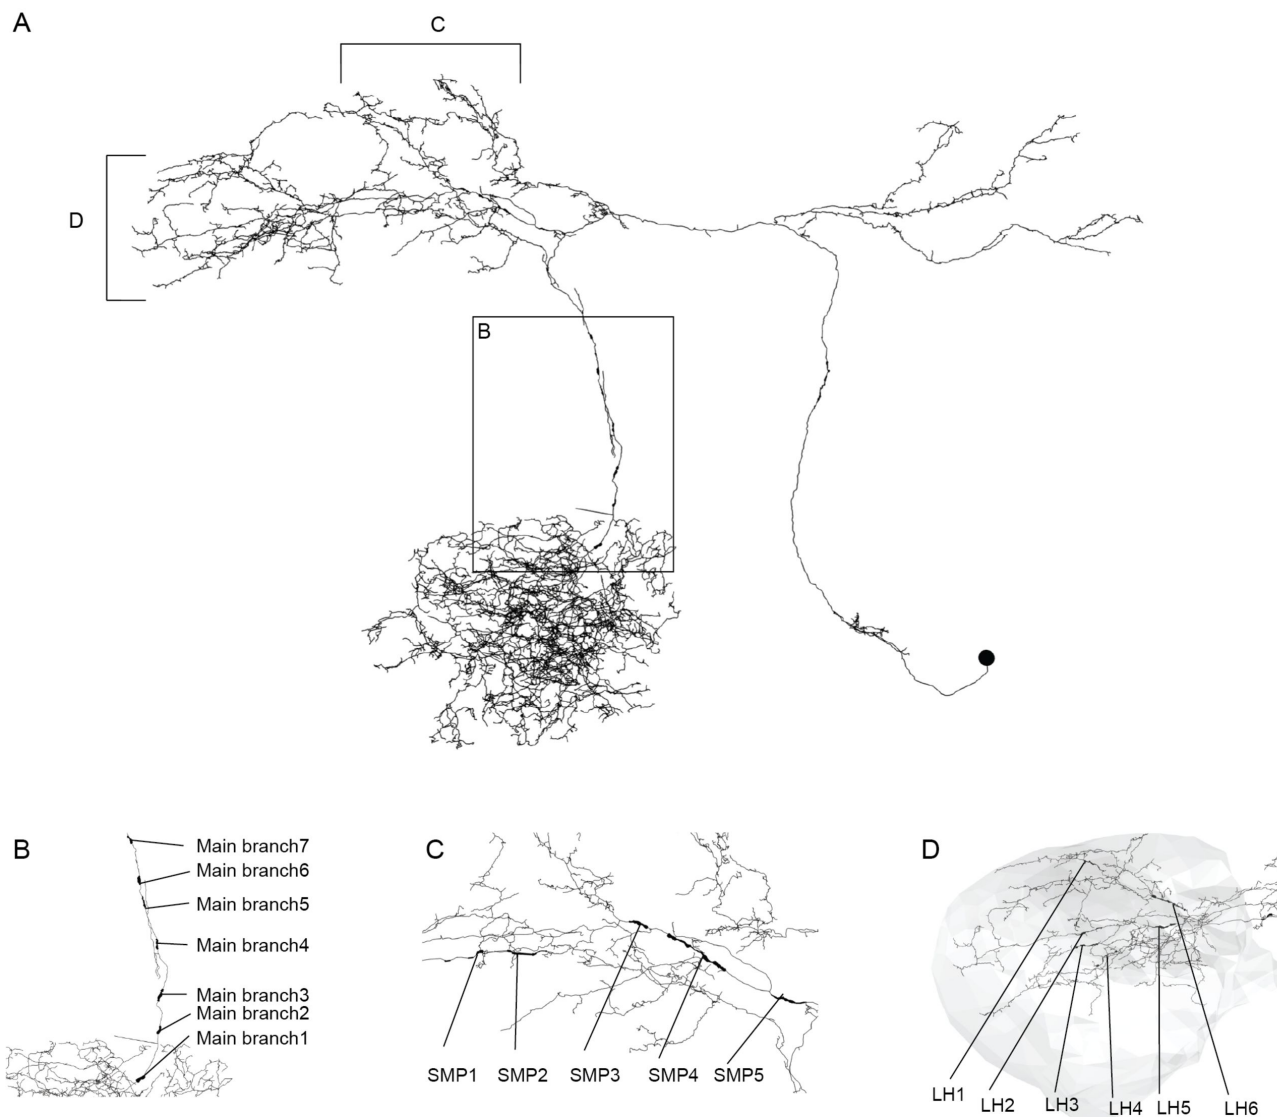 A
C
D
B
B
Main branch7
Main branch6
Main branch5
Main branch4
Main branch3
Main branch2
Main branch1
C
SMP1 SMP2 SMP3 SMP4 SMP5
D
LH1 LH2 LH3 LH4 LH5 LH6